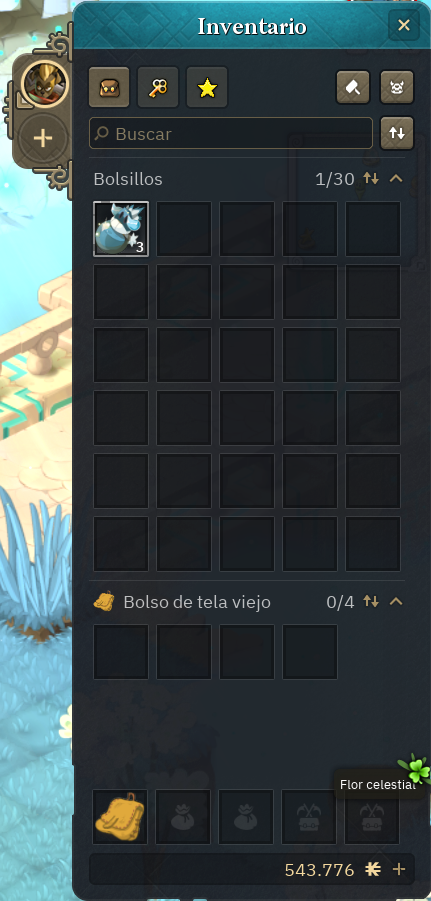 Inventario
Buscar
Bolsillos 1/30
3
Bolso de tela viejo 0/4
Flor celestial
543.776